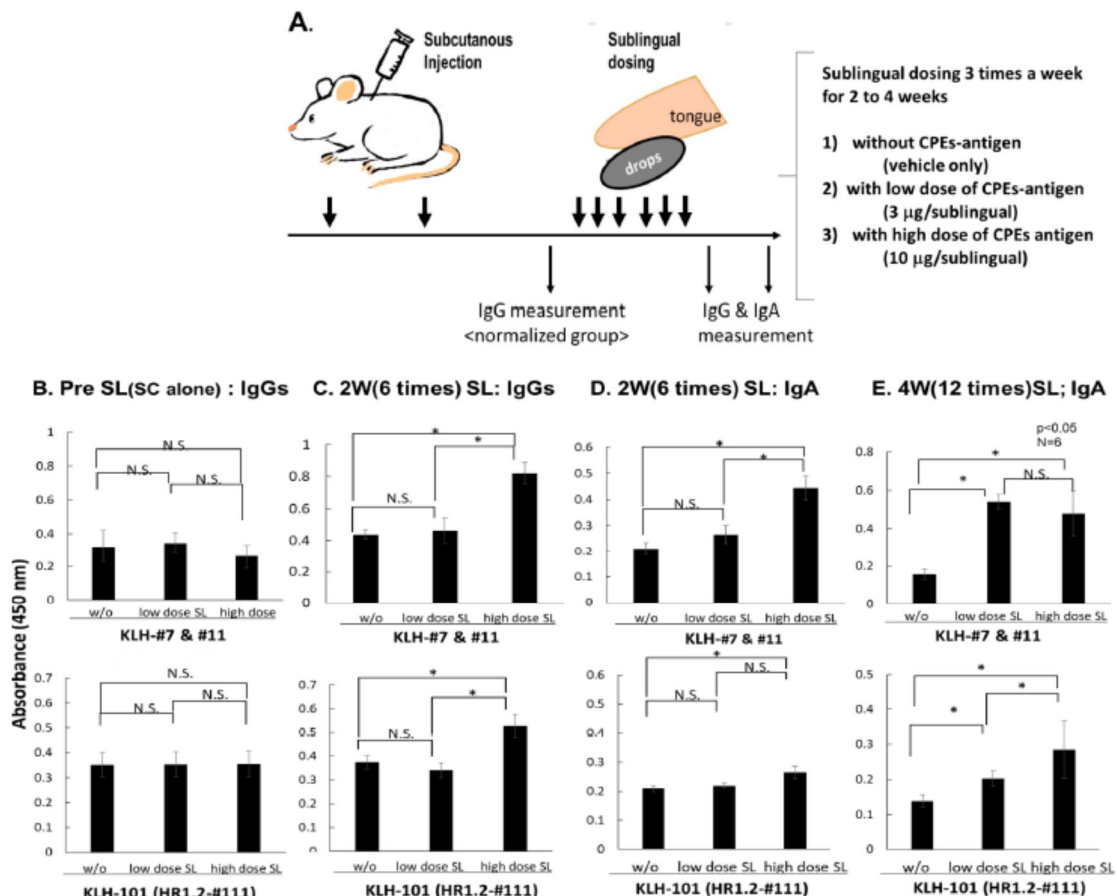 A.
Subcutanous
Injection
Sublingual
dosing
tongue
drops
Sublingual dosing 3 times a week
for 2 to 4 weeks
1) without CPEs-antigen
(vehicle only)
2) with low dose of CPEs-antigen
(3 μg/sublingual)
3) with high dose of CPEs antigen
(10 μg/sublingual)
IgG measurement
<normalized group>
IgG & IgA
measurement
B. Pre SL(SC alone) : IgGs
C. 2W(6 times) SL: IgGs
D. 2W(6 times) SL: IgA
E. 4W(12 times)SL; IgA
Absorbance (450 nm)
1
0.8
0.6
0.4
0.2
0
N.S.
N.S.
N.S.
w/o low dose SL high dose
KLH-#7 & #11
1
0.8
0.6
0.4
0.2
0
*
*
N.S.
w/o low dose SL high dose SL
KLH-#7 & #11
0.6
0.5
0.4
0.3
0.2
0.1
0
*
*
N.S.
w/o low dose SL high dose SL
KLH-#7 & #11
p<0.05
N=6
0.8
0.6
0.4
0.2
0
*
*
N.S.
w/o low dose SL high dose SL
KLH-#7 & #11
0.7
0.6
0.5
0.4
0.3
0.2
0.1
0
N.S.
N.S.
N.S.
w/o low dose SL high dose SL
KLH-101 (HR1.2-#111)
0.7
0.6
0.5
0.4
0.3
0.2
0.1
*
*
N.S.
w/o low dose SL high dose SL
KLH-101 (HR1.2-#111)
0.6
0.5
0.4
0.3
0.2
0.1
0
*
N.S.
N.S.
w/o low dose SL high dose SL
KLH-101 (HR1.2-#111)
0.5
0.4
0.3
0.2
0.1
0
*
*
*
w/o low dose SL high dose SL
KLH-101 (HR1.2-#111)